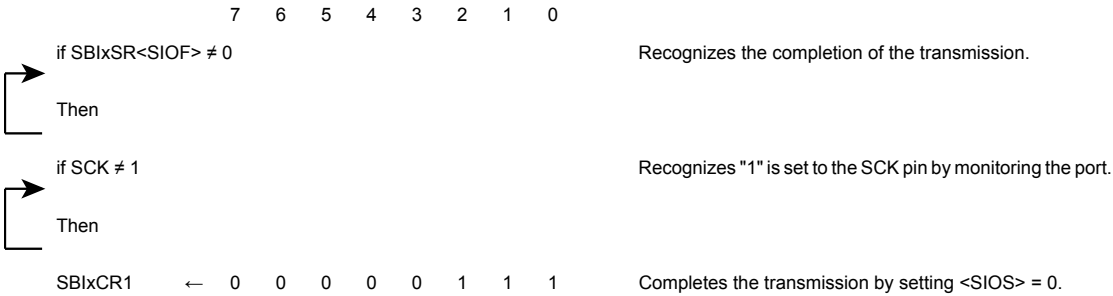 7 6 5 4 3 2 1 0
if SBIxSR<SIOF> ≠ 0 Recognizes the completion of the transmission.
Then
if SCK ≠ 1 Recognizes "1" is set to the SCK pin by monitoring the port.
Then
SBIxCR1 ← 0 0 0 0 0 1 1 1 Completes the transmission by setting <SIOS> = 0.